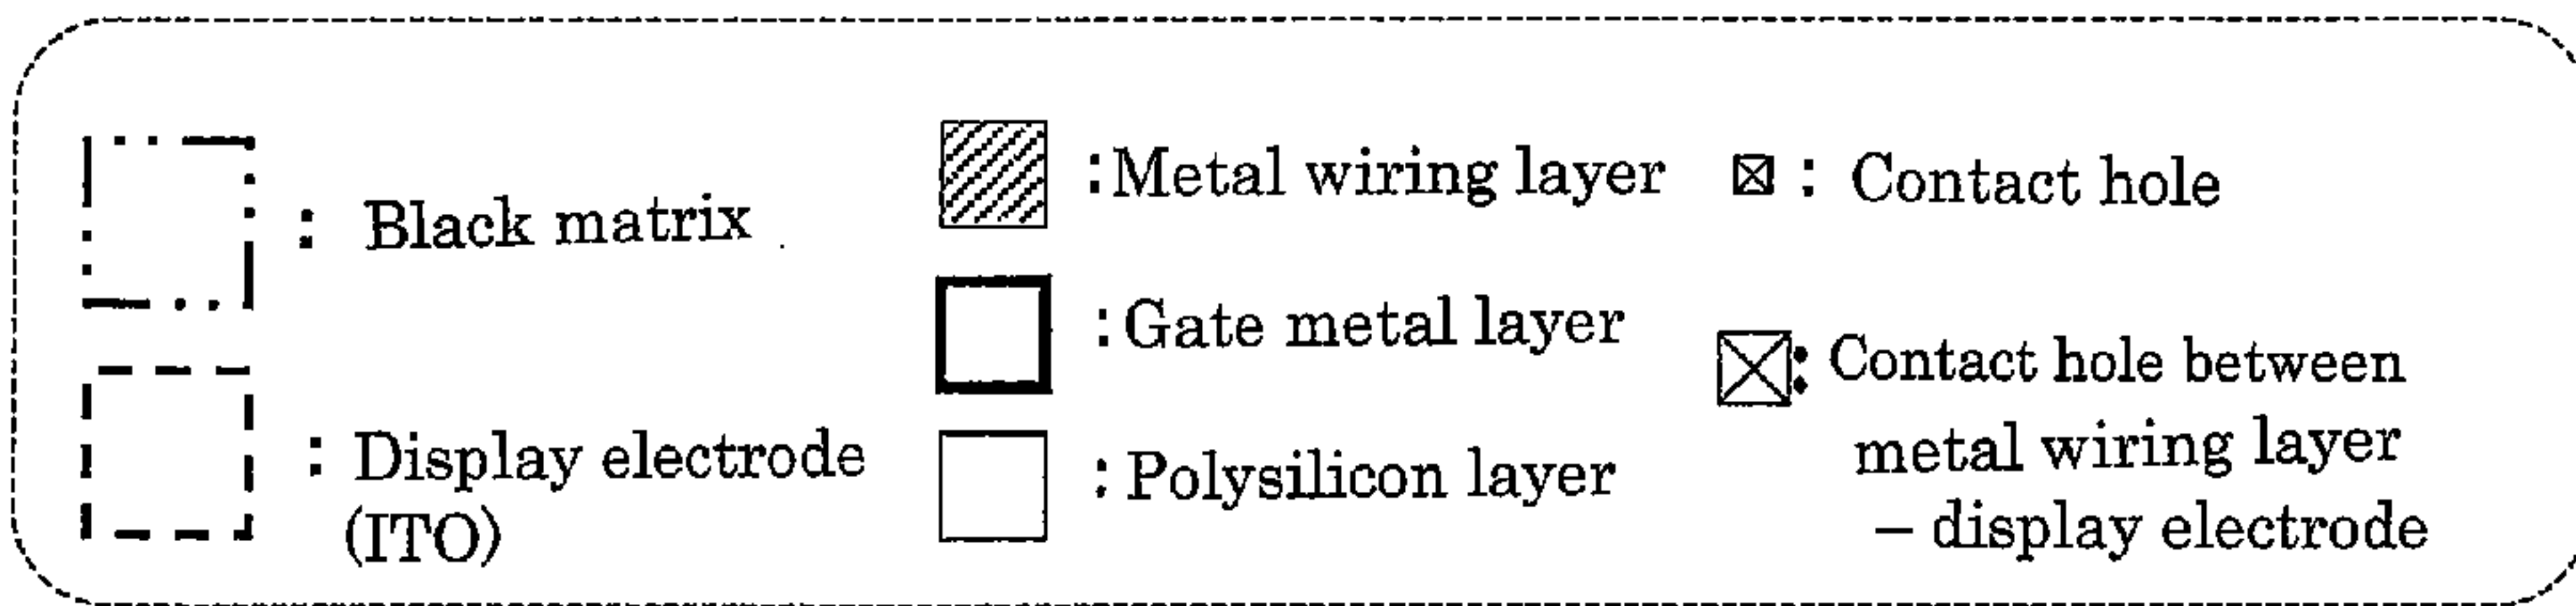 : Black matrix
: Display electrode
(ITO)
:Metal wiring layer
:Gate metal layer
:Polysilicon layer
: Contact hole
: Contact hole between
metal wiring layer
– display electrode